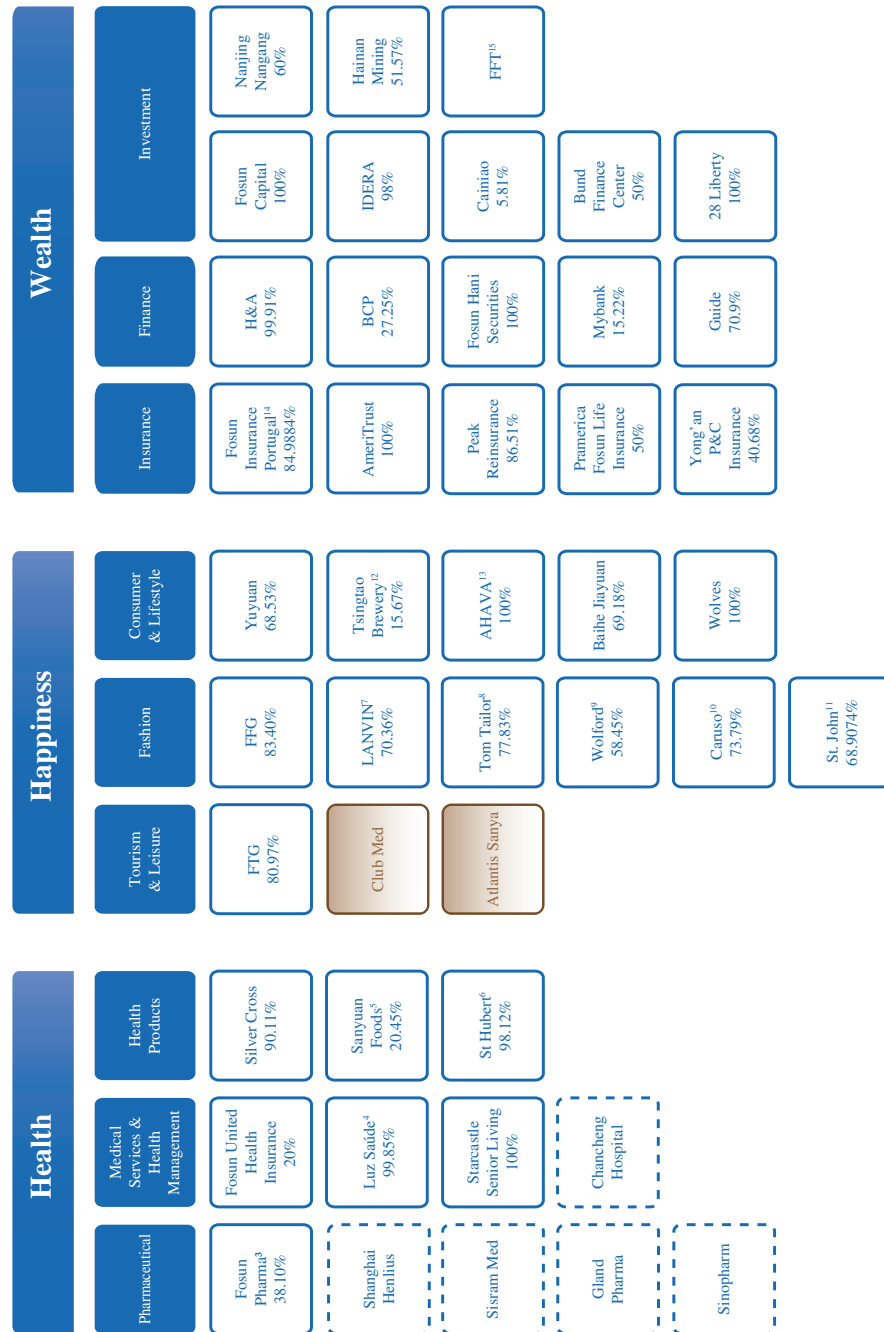 Health
Pharmaceutical
Fosun
Pharma³
38.10%
Shanghai
Henlius
Sisram Med
Gland
Pharma
Sinopharm
Medical
Services &
Health
Management
Fosun United
Health
Insurance
20%
Luz Saúde⁴
99.85%
Starcastle
Senior Living
100%
Chancheng
Hospital
Health
Products
Silver Cross
90.11%
Sanyuan
Foods⁵
20.45%
St Hubert⁶
98.12%
Happiness
Tourism
& Leisure
FTG
80.97%
Club Med
Atlantis Sanya
Fashion
FFG
83.40%
LANVIN⁷
70.36%
Tom Tailor⁸
77.83%
Wolford⁹
58.45%
Caruso¹⁰
73.79%
St. John¹¹
68.9074%
Consumer
& Lifestyle
Yuyuan
68.53%
Tsingtao
Brewery¹²
15.67%
AHAVA¹³
100%
Baihe Jiayuan
69.18%
Wolves
100%
Wealth
Insurance
Fosun
Insurance
Portugal¹⁴
84.9884%
AmeriTrust
100%
Peak
Reinsurance
86.51%
Pramerica
Fosun Life
Insurance
50%
Yong'an
P&C
Insurance
40.68%
Finance
H&A
99.91%
BCP
27.25%
Fosun Hani
Securities
100%
Mybank
15.22%
Guide
70.9%
Investment
Fosun
Capital
100%
IDERA
98%
Cainiao
5.81%
Bund
Finance
Center
50%
28 Liberty
100%
Nanjing
Nangang
60%
Hainan
Mining
51.57%
FFT¹⁵